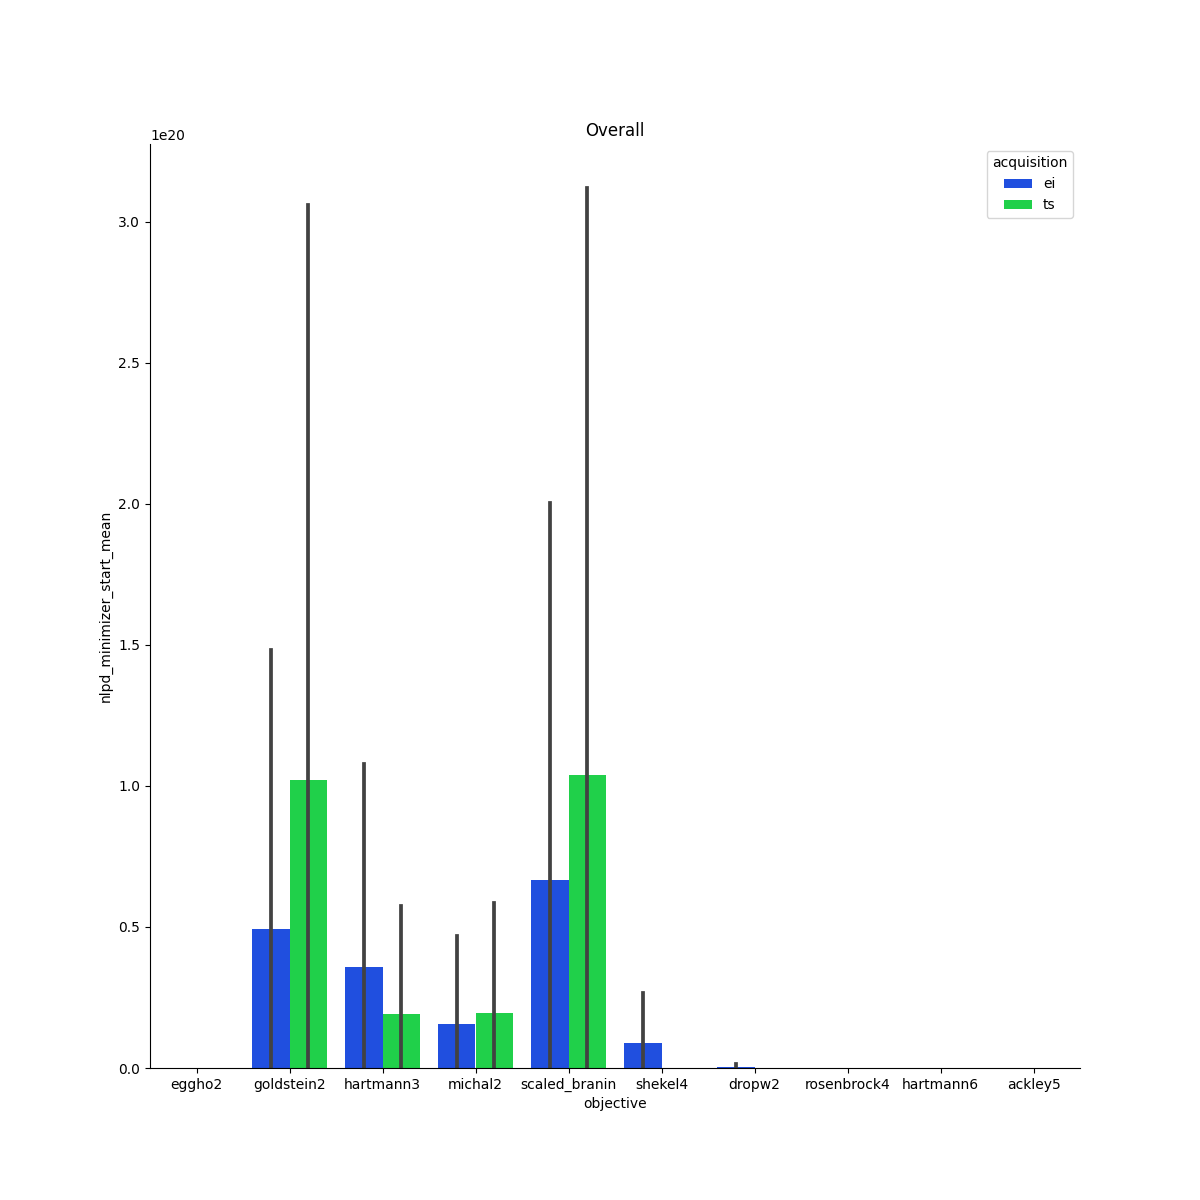 Overall
1e20
acquisition
ei
ts
3.0
2.5
2.0
1.5
1.0
0.5
0.0
nlpd_minimizer_start_mean
eggho2 goldstein2 hartmann3 michal2 scaled_branin shekel4 dropw2 rosenbrock4 hartmann6 ackley5
objective